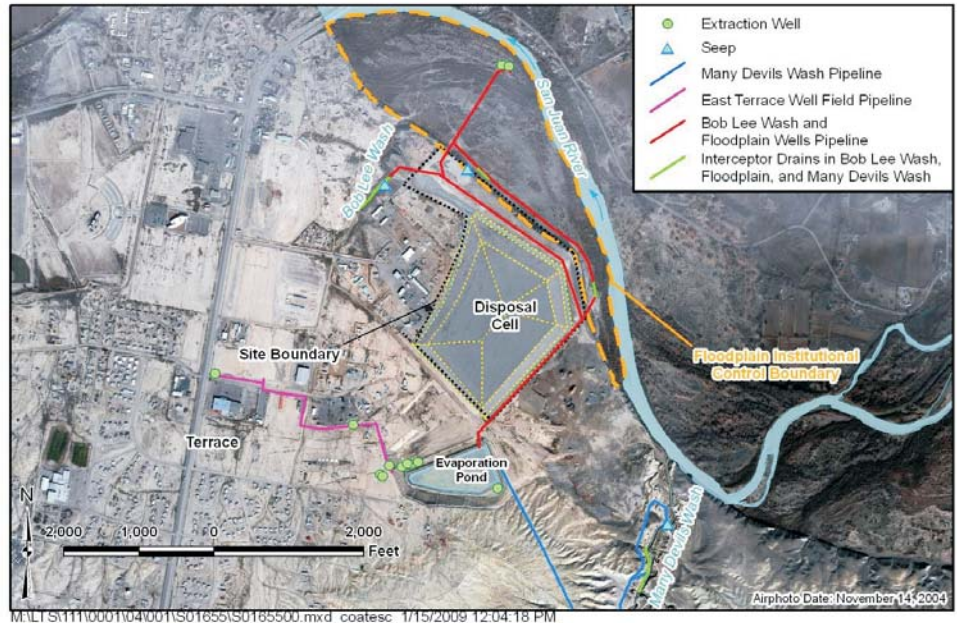 Extraction Well
Seep
Many Devils Wash Pipeline
East Terrace Well Field Pipeline
Bob Lee Wash and
Floodplain Wells Pipeline
Interceptor Drains in Bob Lee Wash,
Floodplain, and Many Devils Wash
San Juan River
Bob Lee Wash
Disposal
Cell
Site Boundary
Floodplain Institutional
Control Boundary
Terrace
Evaporation
Pond
Many Devils Wash
N
2,000 1,000 0 2,000
Feet
Airphoto Date: November 14, 2004
M:\LTS\111\0001\04\001\S01655\S0165500.mxd coatesc 1/15/2009 12:04:18 PM